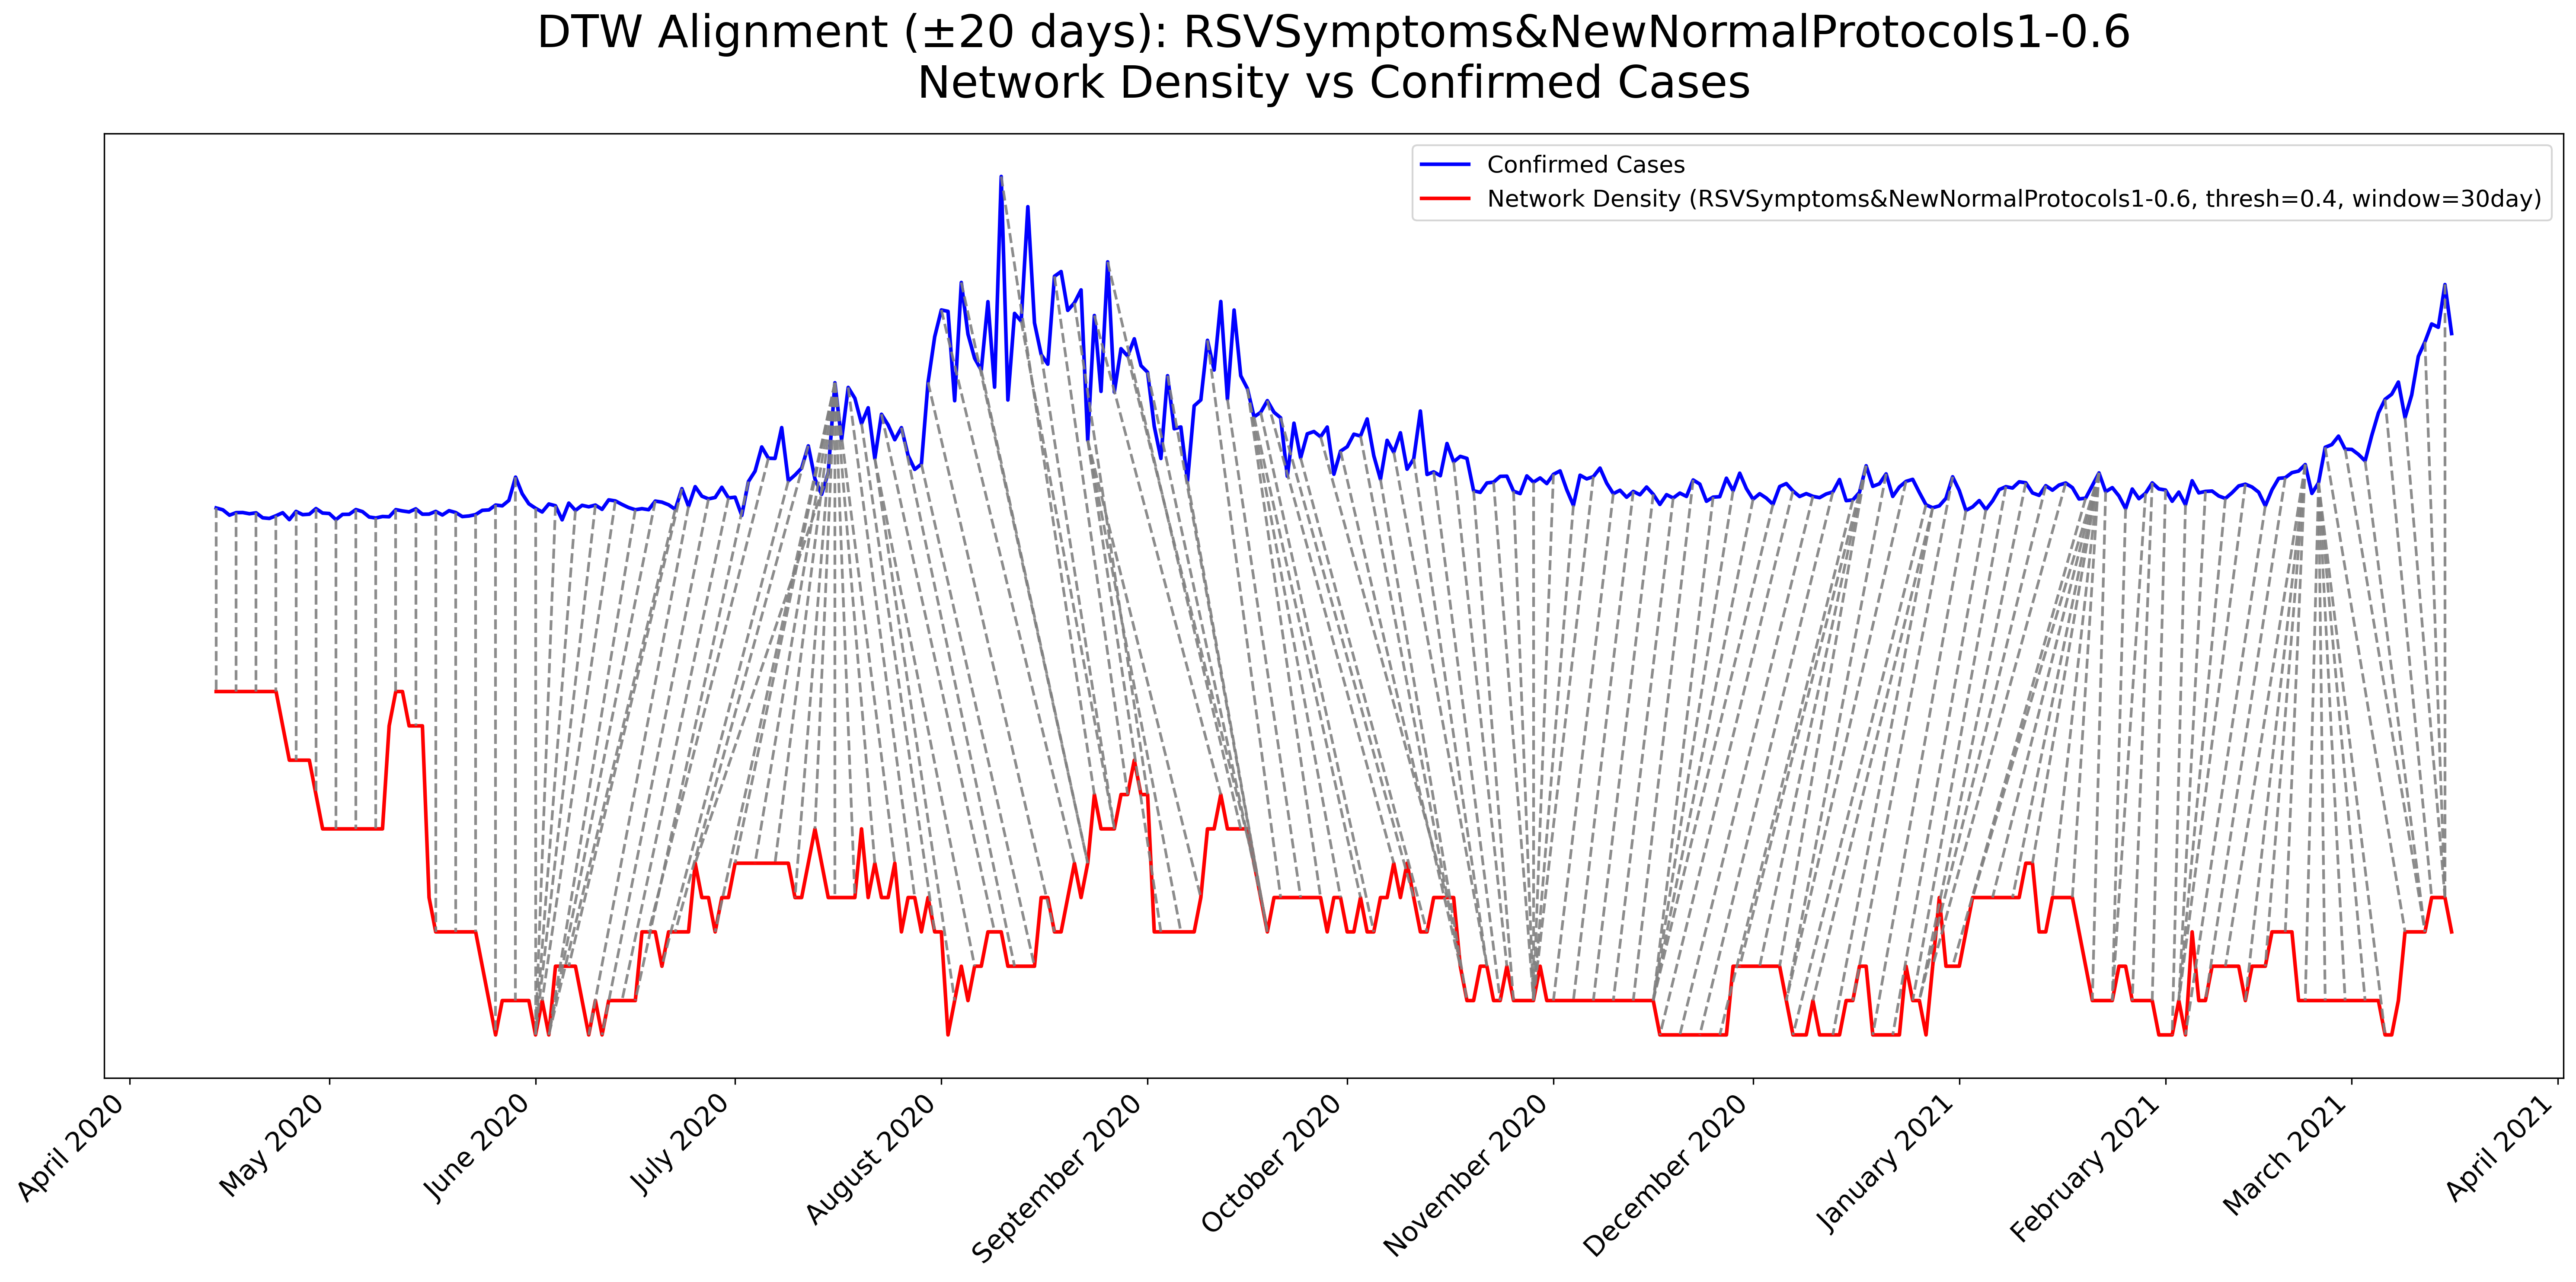 DTW Alignment (±20 days): RSVSymptoms&NewNormalProtocols1-0.6
Network Density vs Confirmed Cases
Confirmed Cases
Network Density (RSVSymptoms&NewNormalProtocols1-0.6, thresh=0.4, window=30day)
April 2020
May 2020
June 2020
July 2020
August 2020
September 2020
October 2020
November 2020
December 2020
January 2021
February 2021
March 2021
April 2021